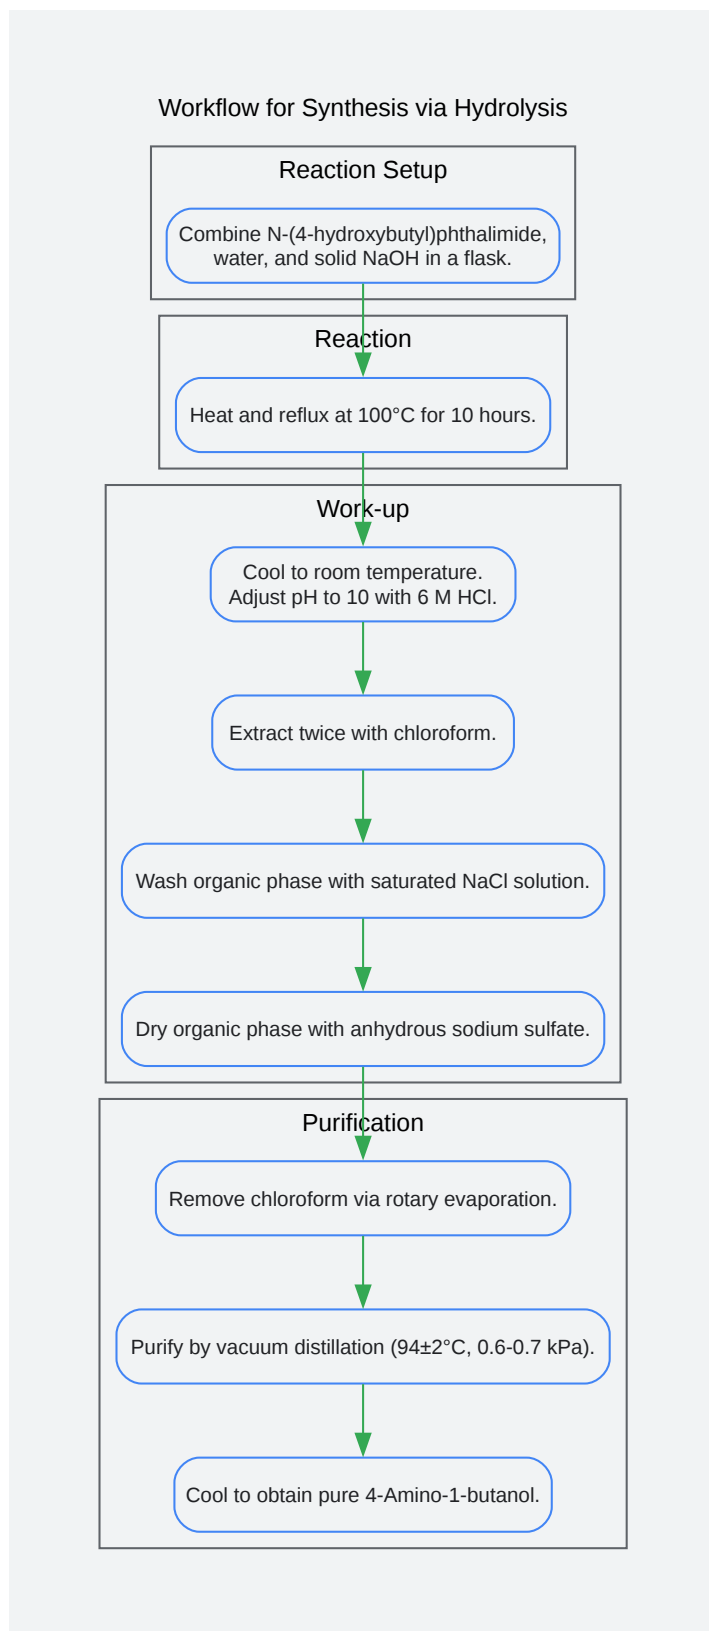 Workflow for Synthesis via Hydrolysis
Reaction Setup
Combine N-(4-hydroxybutyl)phthalimide,
water, and solid NaOH in a flask.
Reaction
Heat and reflux at 100°C for 10 hours.
Work-up
Cool to room temperature.
Adjust pH to 10 with 6 M HCl.
Extract twice with chloroform.
Wash organic phase with saturated NaCl solution.
Dry organic phase with anhydrous sodium sulfate.
Purification
Remove chloroform via rotary evaporation.
Purify by vacuum distillation (94±2°C, 0.6-0.7 kPa).
Cool to obtain pure 4-Amino-1-butanol.